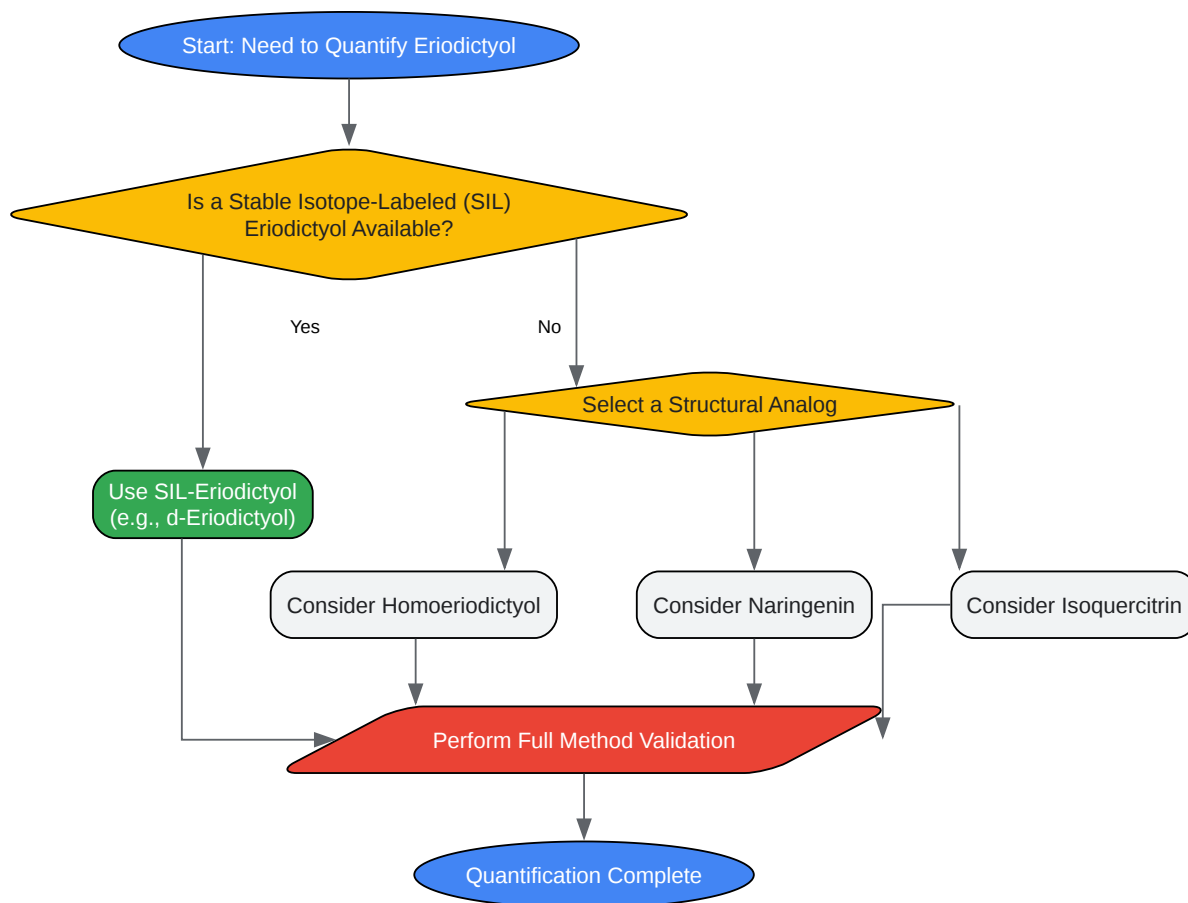 Start: Need to Quantify Eriodictyol
Is a Stable Isotope-Labeled (SIL)
Eriodictyol Available?
Yes
No
Select a Structural Analog
Use SIL-Eriodictyol
(e.g., d-Eriodictyol)
Consider Homoeriodictyol
Consider Naringenin
Consider Isoquercitrin
Perform Full Method Validation
Quantification Complete